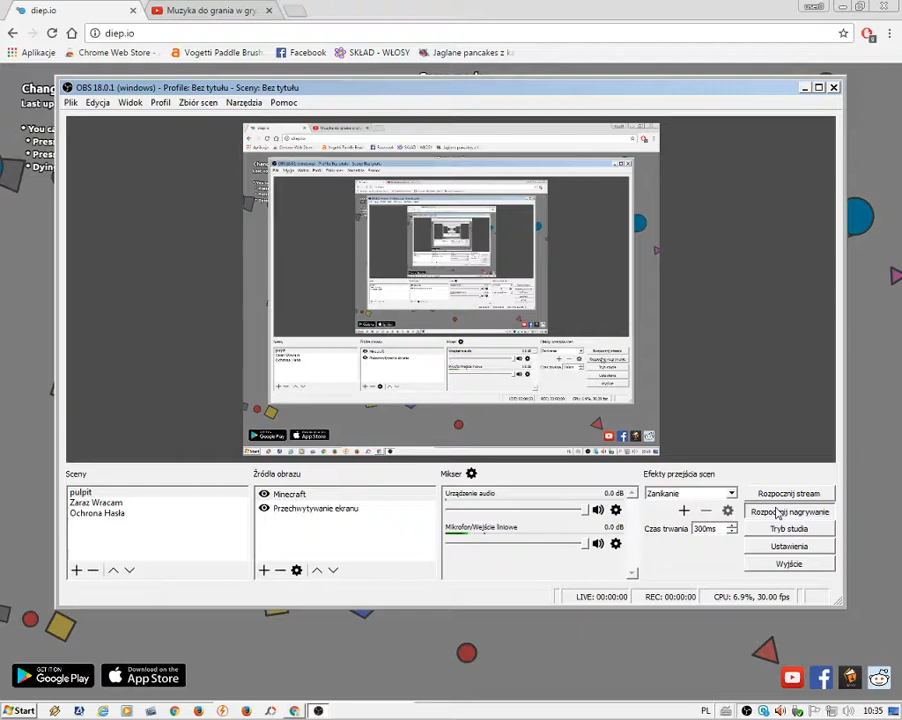 diep.io
Muzyka do grania w gry.
user0
diep.io
Aplikacje
Chrome Web Store -
Vogetti Paddle Brush
Facebook
SKŁAD - WŁOSY
Jaglane pancakes z ka
OBS 18.0.1 (windows) - Profile: Bez tytułu - Sceny: Bez tytułu
Plik Edycja Widok Profil Zbiór scen Narzędzia Pomoc
Sceny
pulpit
Zaraz Wracam
Ochrona Hasła
Źródła obrazu
Minecraft
Przechwytywanie ekranu
Mikser
Urządzenie audio 0.0 dB
Mikrofon/Wejście liniowe 0.0 dB
Efekty przejścia scen
Zanikanie
Czas trwania 300ms
Rozpocznij stream
Rozpocznij nagrywanie
Tryb studia
Ustawienia
Wyjście
LIVE: 00:00:00 REC: 00:00:00 CPU: 6.9%, 30.00 fps
GET IT ON
Google Play
Download on the
App Store
Start
PL
10:35